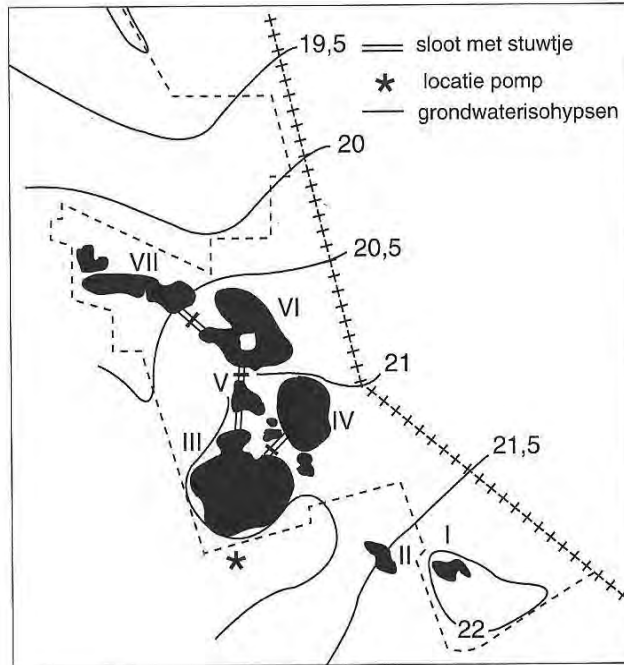 19,5
sloot met stuwtje
locatie pomp
grondwaterisohypsen
20
20,5
VII
VI
21
V
III
IV
21,5
I
II
22